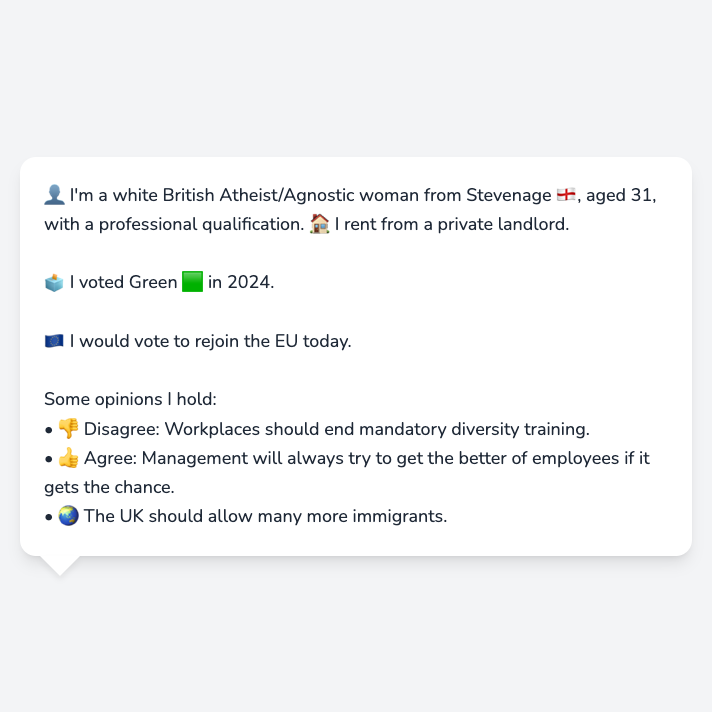 👤 I'm a white British Atheist/Agnostic woman from Stevenage 🏴󠁧󠁢󠁥󠁮󠁧󠁿, aged 31,
with a professional qualification. 🏠 I rent from a private landlord.
🗳️ I voted Green 🟩 in 2024.
🇪🇺 I would vote to rejoin the EU today.
Some opinions I hold:
• 👎 Disagree: Workplaces should end mandatory diversity training.
• 👍 Agree: Management will always try to get the better of employees if it
gets the chance.
• 🌏 The UK should allow many more immigrants.